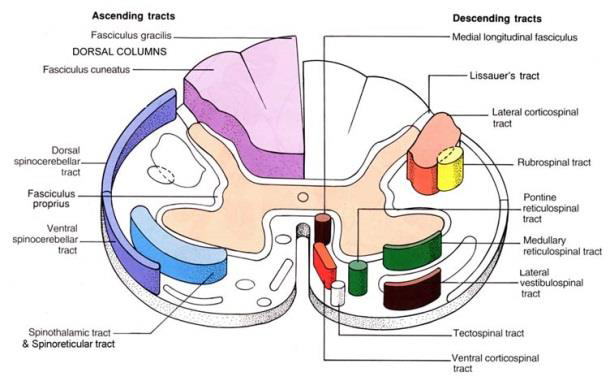 Ascending tracts
Fasciculus gracilis
DORSAL COLUMNS
Fasciculus cuneatus
Dorsal
spinocerebellar
tract
Fasciculus
proprius
Ventral
spinocerebellar
tract
Spinothalamic tract
& Spinoreticular tract
Descending tracts
Medial longitudinal fasciculus
Lissauer's tract
Lateral corticospinal
tract
Rubrospinal tract
Pontine
reticulospinal
tract
Medullary
reticulospinal tract
Lateral
vestibulospinal
tract
Tectospinal tract
Ventral corticospinal
tract